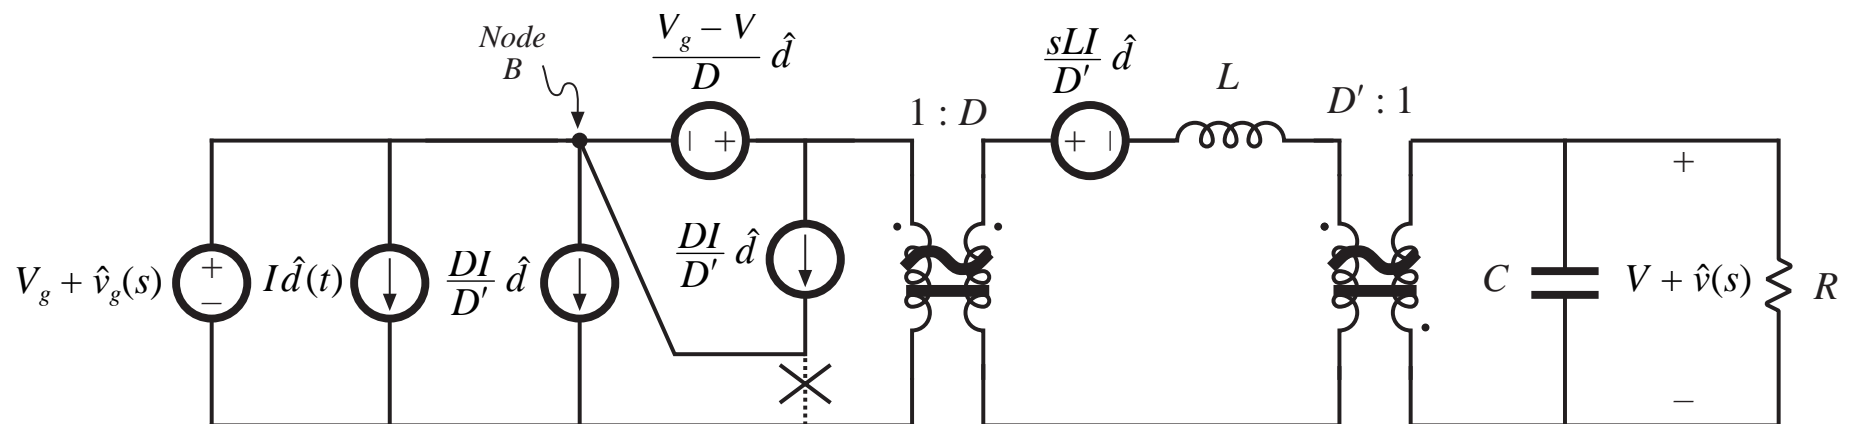 Node
B
V_g − V
D
d̂
1 : D
sLI
D′
d̂
L
D′ : 1
V_g + v̂_g(s)
+
−
I d̂(t)
DI
D′
d̂
−
+
DI
D′
d̂
+
−
C
+
V + v̂(s)
−
R